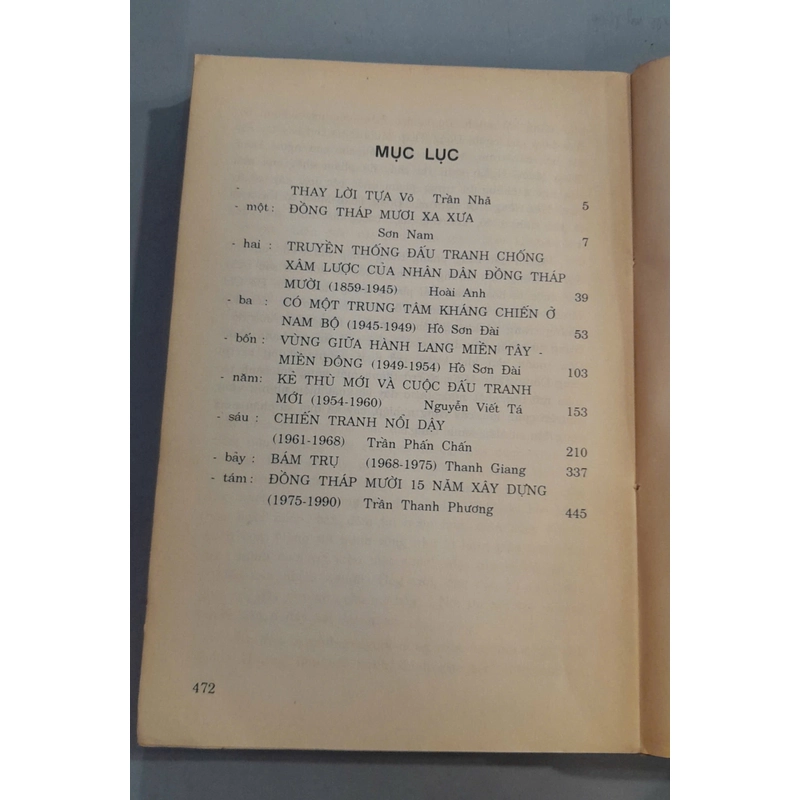 MỤC LỤC
- THAY LỜI TỰA Võ Trần Nhã 5
- một: ĐỒNG THÁP MƯƠI XA XƯA
Sơn Nam 7
- hai : TRUYỀN THỐNG ĐẤU TRANH CHỐNG
XÂM LƯỢC CỦA NHÂN DÂN ĐỒNG THÁP
MƯỜI (1859-1945) Hoài Anh 39
- ba : CÓ MỘT TRUNG TÂM KHÁNG CHIẾN Ở
NAM BỘ (1945-1949) Hồ Sơn Đài 53
- bốn : VÙNG GIỮA HÀNH LANG MIỀN TÂY -
MIỀN ĐÔNG (1949-1954) Hồ Sơn Đài 103
- năm: KẺ THÙ MỚI VÀ CUỘC ĐẤU TRANH
MỚI (1954-1960) Nguyễn Viết Tá 153
- sáu : CHIẾN TRANH NỔI DẬY
(1961-1968) Trần Phấn Chấn 210
- bảy : BÁM TRỤ (1968-1975) Thanh Giang 337
- tám: ĐỒNG THÁP MƯỜI 15 NĂM XÂY DỰNG
(1975-1990) Trần Thanh Phương 445
472